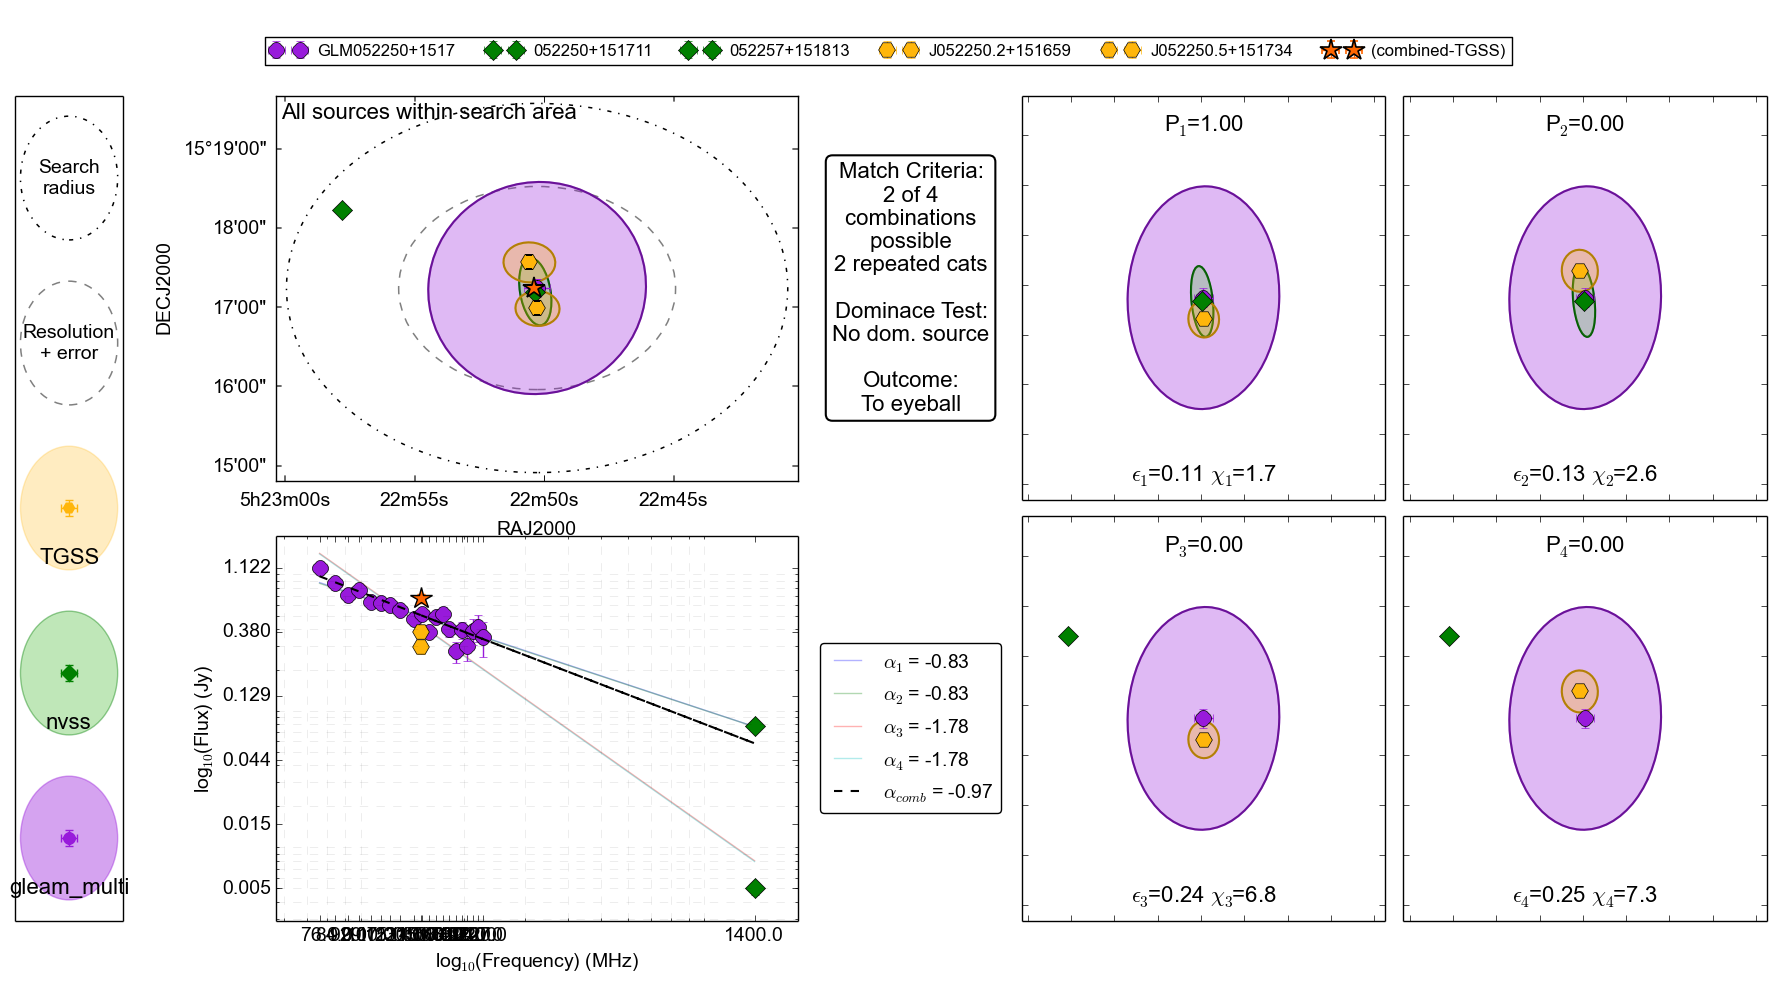 GLM052250+1517 052250+151711 052257+151813 J052250.2+151659 J052250.5+151734 (combined-TGSS)
Search
radius
Resolution
+ error
TGSS
nvss
gleam_multi
All sources within search area
DECJ2000
15°19'00"
18'00"
17'00"
16'00"
15'00"
5h23m00s 22m55s 22m50s 22m45s
RAJ2000
Match Criteria:
2 of 4
combinations
possible
2 repeated cats
Dominace Test:
No dom. source
Outcome:
To eyeball
log₁₀(Flux) (Jy)
1.122
0.380
0.129
0.044
0.015
0.005
1400.0
log₁₀(Frequency) (MHz)
α₁ = -0.83
α₂ = -0.83
α₃ = -1.78
α₄ = -1.78
α_comb = -0.97
P₁=1.00
ϵ₁=0.11 χ₁=1.7
P₂=0.00
ϵ₂=0.13 χ₂=2.6
P₃=0.00
ϵ₃=0.24 χ₃=6.8
P₄=0.00
ϵ₄=0.25 χ₄=7.3